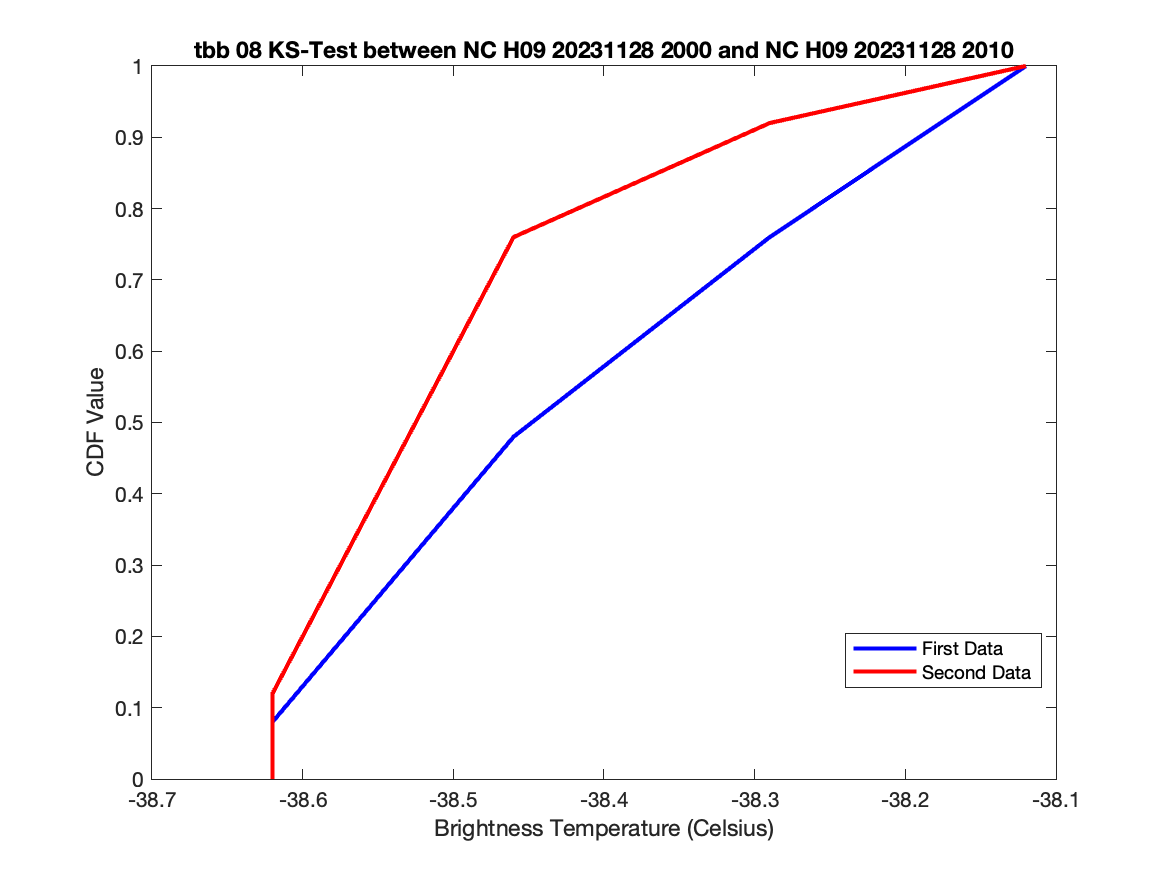 tbb 08 KS-Test between NC H09 20231128 2000 and NC H09 20231128 2010
1
0.9
0.8
0.7
0.6
0.5
0.4
0.3
0.2
0.1
0
CDF Value
First Data
Second Data
-38.7 -38.6 -38.5 -38.4 -38.3 -38.2 -38.1
Brightness Temperature (Celsius)